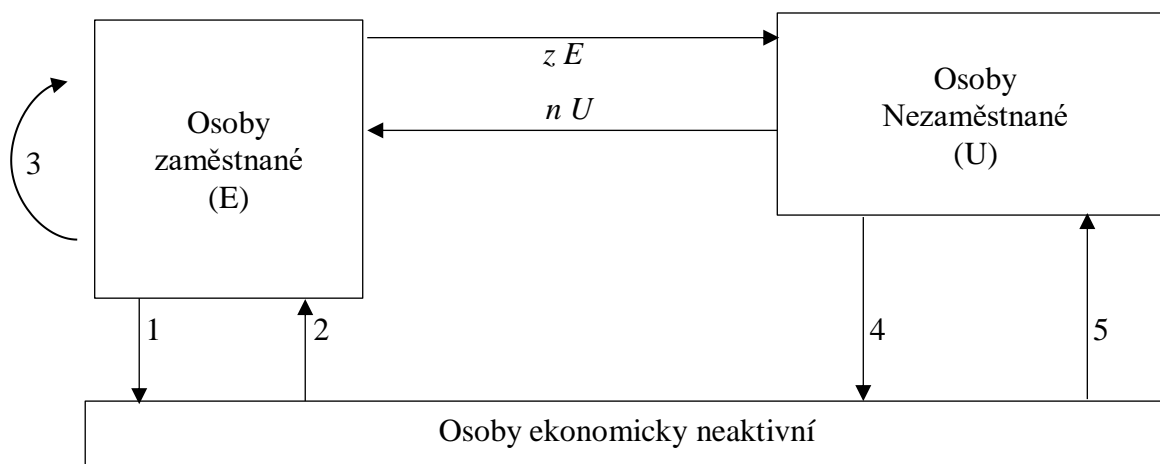 z E
n U
Osoby
zaměstnané
(E)
Osoby
Nezaměstnané
(U)
3
1
2
4
5
Osoby ekonomicky neaktivní